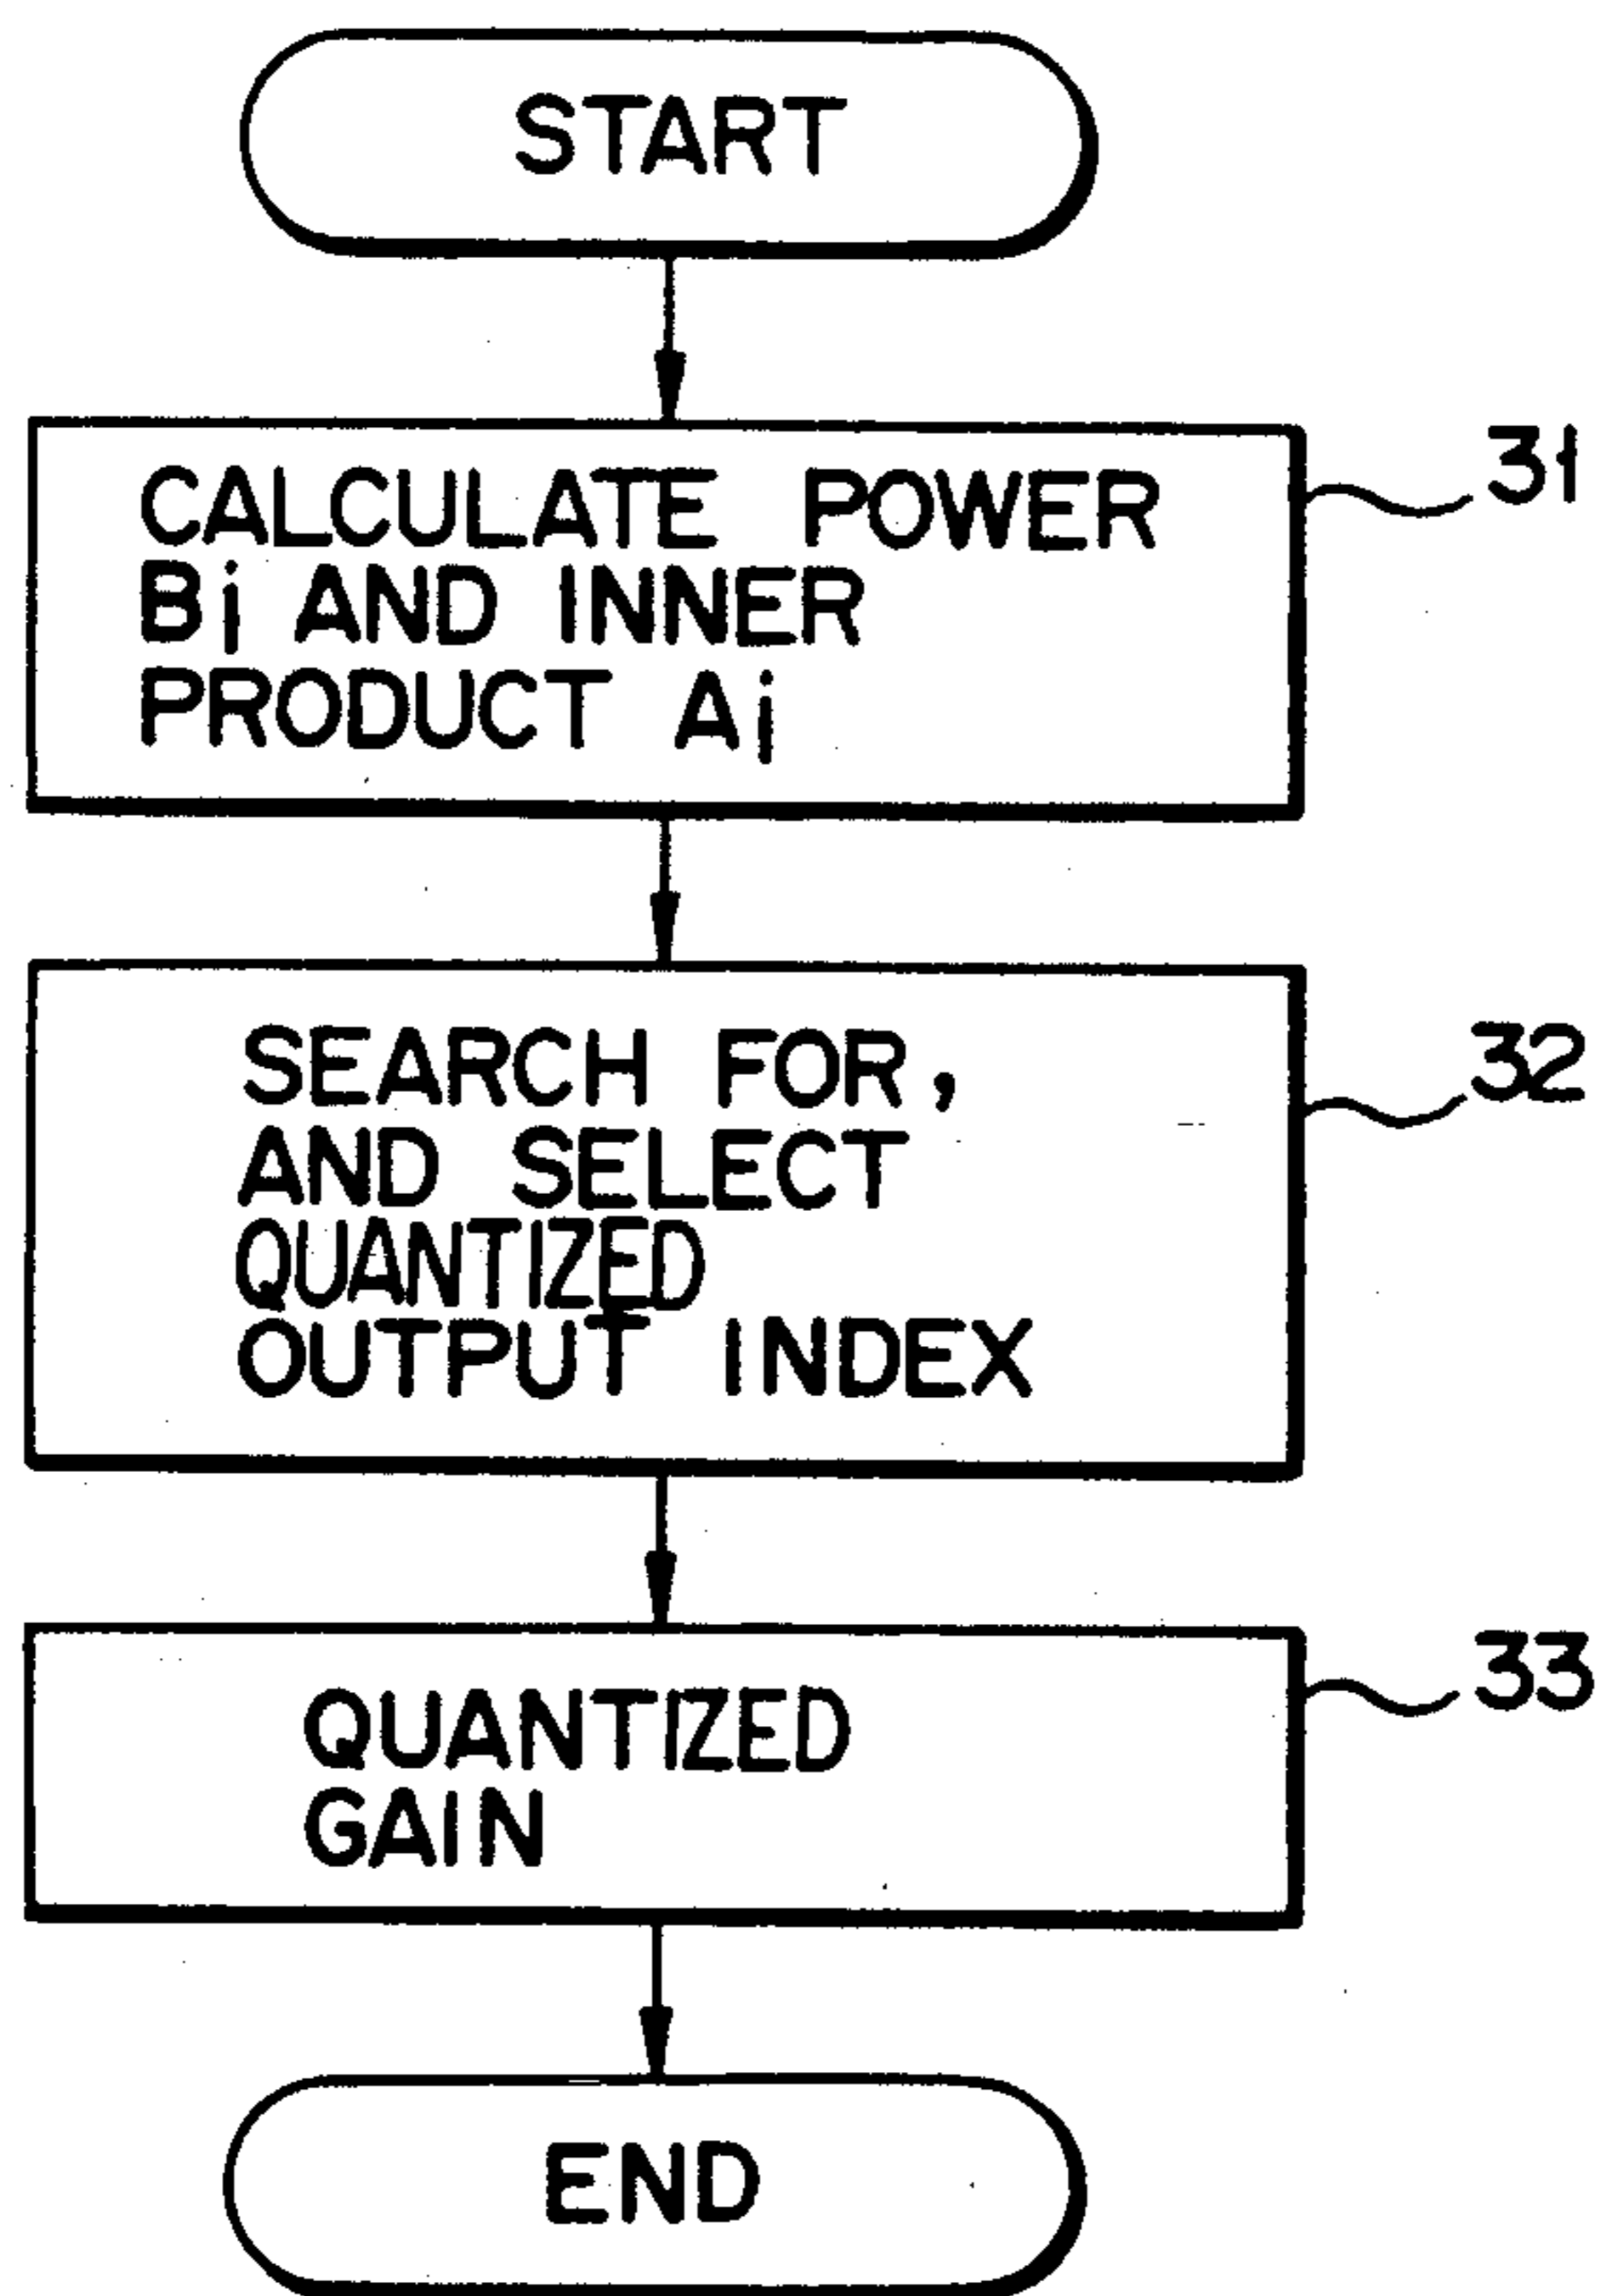 START
CALCULATE POWER
Bi AND INNER
PRODUCT Ai
31
SEARCH FOR,
AND SELECT
QUANTIZED
OUTPUT INDEX
32
QUANTIZED
GAIN
33
END